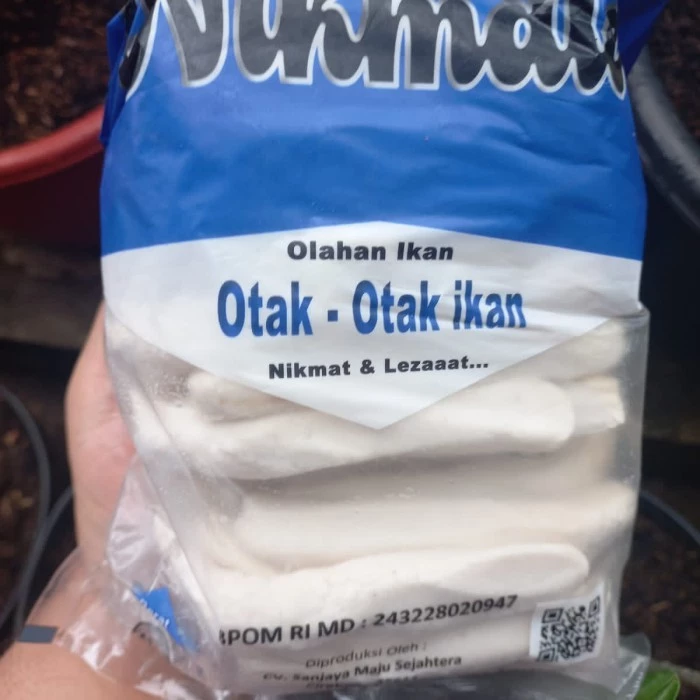 Olahan Ikan
Otak - Otak ikan
Nikmat & Lezaaat...
BPOM RI MD : 243228020947
Diproduksi Oleh :
CV. Sanjaya Maju Sejahtera